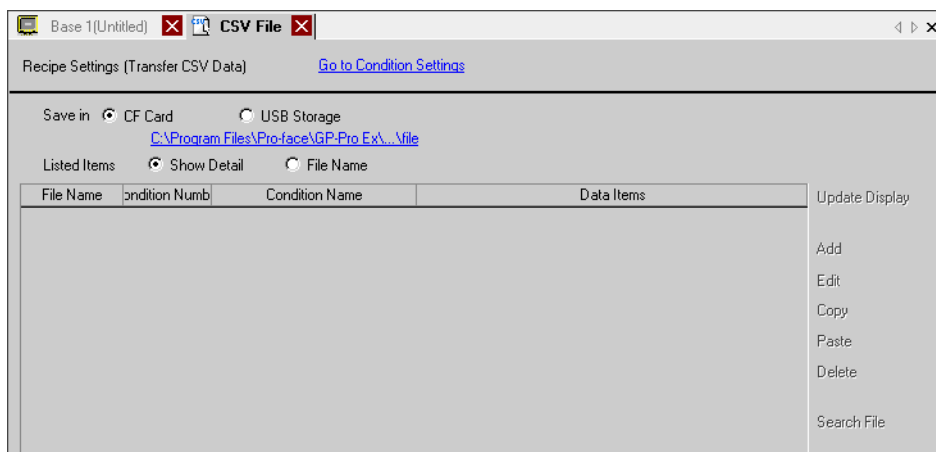 Base 1(Untitled) CSV File
Recipe Settings (Transfer CSV Data) Go to Condition Settings
Save in CF Card USB Storage
C:\Program Files\Pro-face\GP-Pro Ex\...\file
Listed Items Show Detail File Name
File Name ondition Numb Condition Name Data Items
Update Display
Add
Edit
Copy
Paste
Delete
Search File